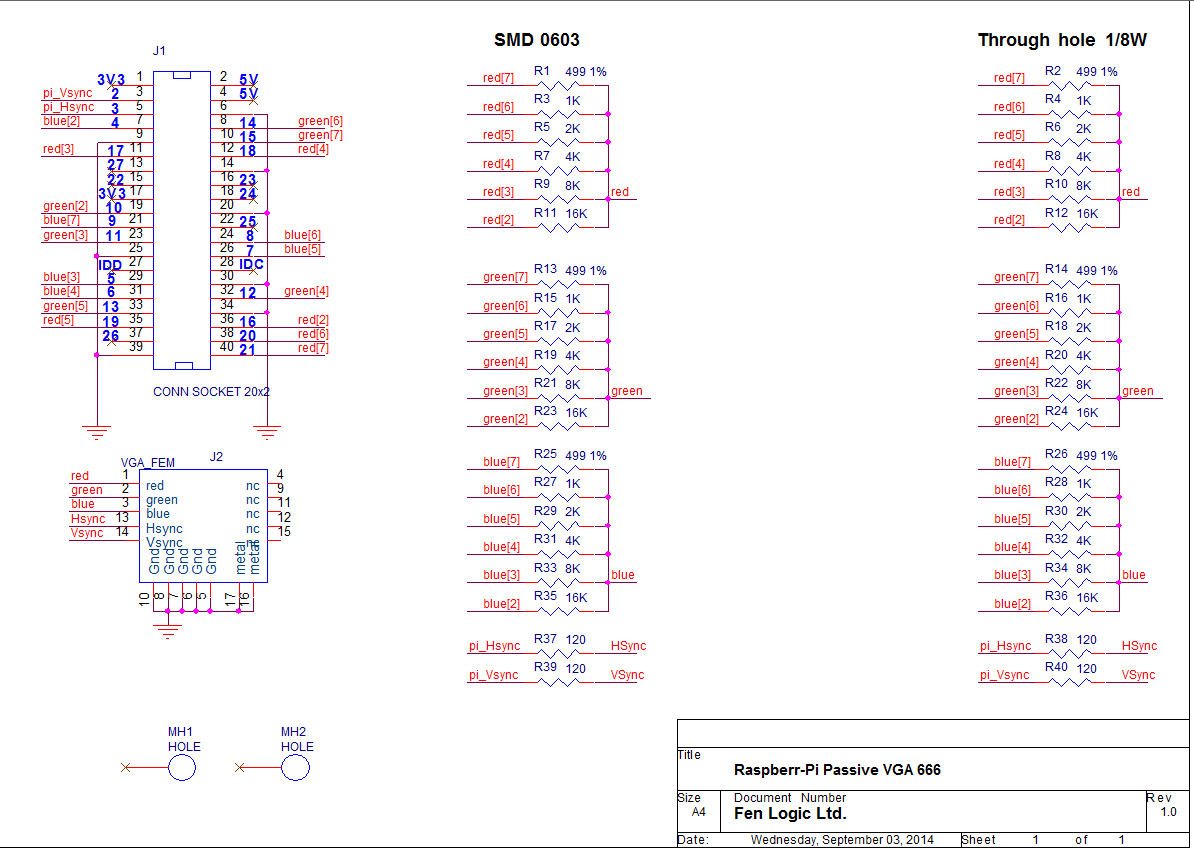 SMD 0603
Through hole 1/8W
J1
3V3 1 2 5V
pi_Vsync 2 3 4 5V
pi_Hsync 3 5 6
blue[2] 4 7 8 14 green[6]
9 10 15 green[7]
red[3] 17 11 12 18 red[4]
27 13 14
22 15 16 23
3V3 17 18 24
green[2] 10 19 20
blue[7] 9 21 22 25
green[3] 11 23 24 8 blue[6]
25 26 7 blue[5]
IDD 27 28 IDC
blue[3] 5 29 30
blue[4] 6 31 32 12 green[4]
green[5] 13 33 34
red[5] 19 35 36 16 red[2]
26 37 38 20 red[6]
39 40 21 red[7]
CONN SOCKET 20x2
VGA_FEM J2
red 1 red nc 4
green 2 green nc 9
blue 3 blue nc 11
Hsync 13 Hsync nc 12
Vsync 14 Vsync nc 15
Gnd Gnd Gnd Gnd Gnd metal metal
10 8 7 6 5 17 16
MH1
HOLE
MH2
HOLE
red[7] R1 499 1%
red[6] R3 1K
red[5] R5 2K
red[4] R7 4K
red[3] R9 8K red
red[2] R11 16K
green[7] R13 499 1%
green[6] R15 1K
green[5] R17 2K
green[4] R19 4K
green[3] R21 8K green
green[2] R23 16K
blue[7] R25 499 1%
blue[6] R27 1K
blue[5] R29 2K
blue[4] R31 4K
blue[3] R33 8K blue
blue[2] R35 16K
pi_Hsync R37 120 HSync
pi_Vsync R39 120 VSync
red[7] R2 499 1%
red[6] R4 1K
red[5] R6 2K
red[4] R8 4K
red[3] R10 8K red
red[2] R12 16K
green[7] R14 499 1%
green[6] R16 1K
green[5] R18 2K
green[4] R20 4K
green[3] R22 8K green
green[2] R24 16K
blue[7] R26 499 1%
blue[6] R28 1K
blue[5] R30 2K
blue[4] R32 4K
blue[3] R34 8K blue
blue[2] R36 16K
pi_Hsync R38 120 HSync
pi_Vsync R40 120 VSync
Title
Raspberr-Pi Passive VGA 666
Size Document Number Rev
A4 Fen Logic Ltd. 1.0
Date: Wednesday, September 03, 2014 Sheet 1 of 1